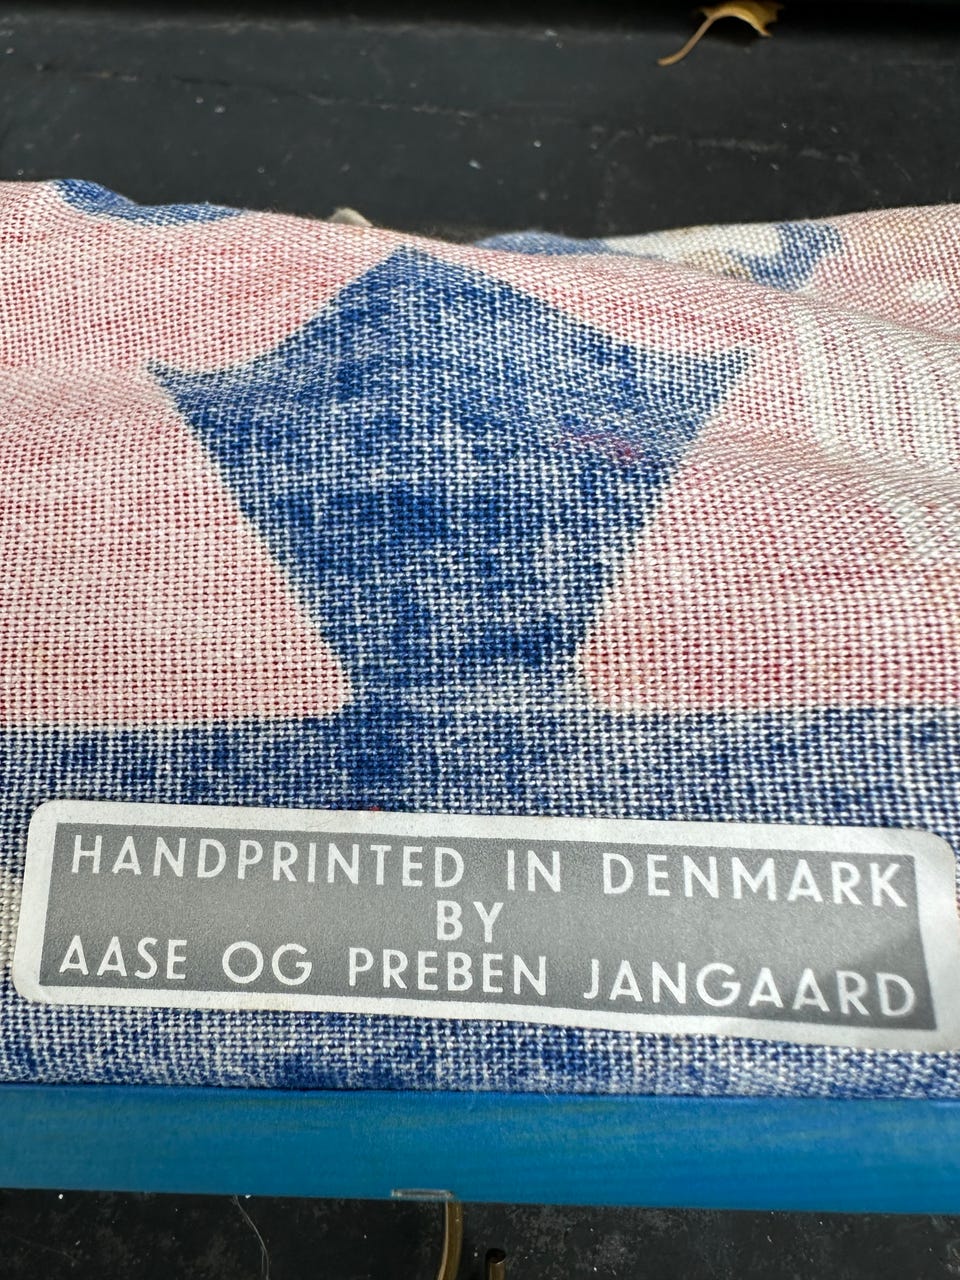 HANDPRINTED IN DENMARK
BY
AASE OG PREBEN JANGAARD